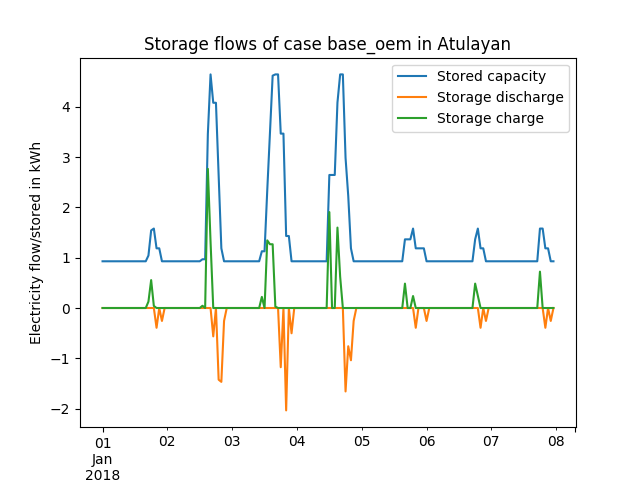 Storage flows of case base_oem in Atulayan
Stored capacity
Storage discharge
Storage charge
Electricity flow/stored in kWh
4
3
2
1
0
−1
−2
01
Jan
2018
02
03
04
05
06
07
08